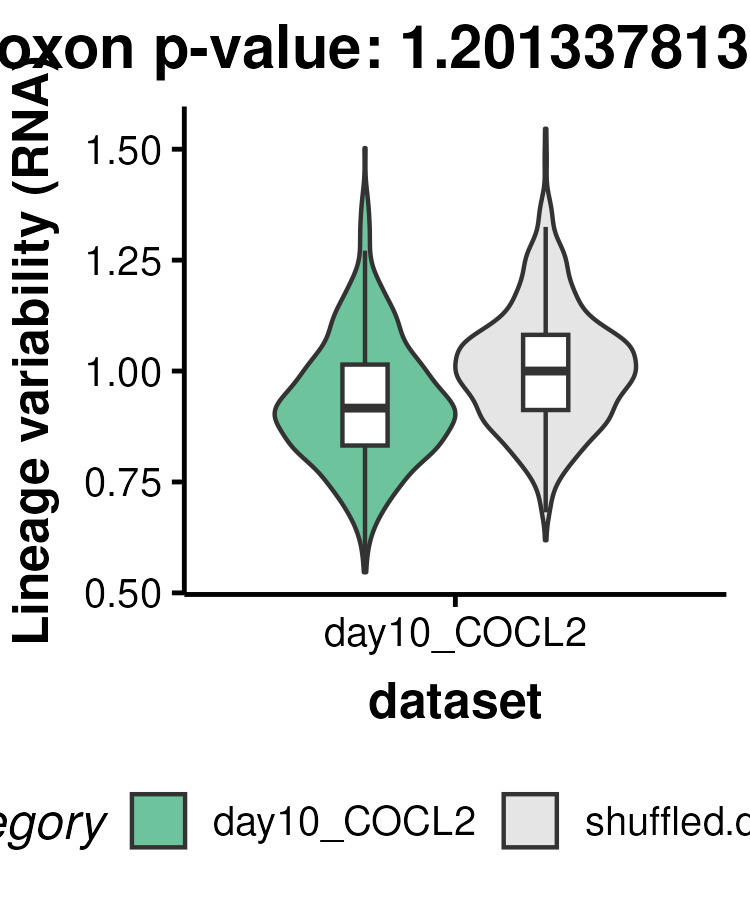 oxon p-value: 1.201337813
Lineage variability (RNA)
1.50
1.25
1.00
0.75
0.50
day10_COCL2
dataset
egory day10_COCL2 shuffled.d